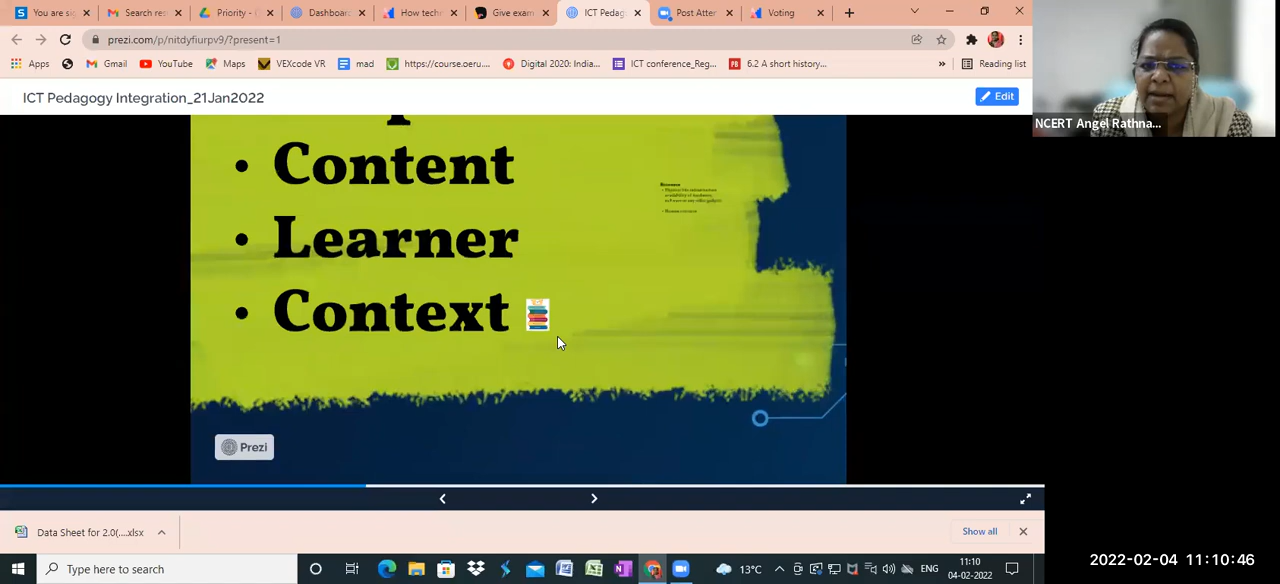 You are sig
Search res
Priority - (
Dashboar
How techn
Give exam
ICT Pedag
Post Atter
Voting
prezi.com/p/nitdyfiurpv9/?present=1
Apps
Gmail
YouTube
Maps
VEXcode VR
mad
https://course.oeru....
Digital 2020: India...
ICT conference_Reg...
6.2 A short history...
»
Reading list
ICT Pedagogy Integration_21Jan2022
Edit
NCERT Angel Rathna...
• Content
• Learner
• Context
Prezi
Data Sheet for 2.0(....xlsx
Show all
Type here to search
13°C
ENG
11:10
04-02-2022
2022-02-04 11:10:46